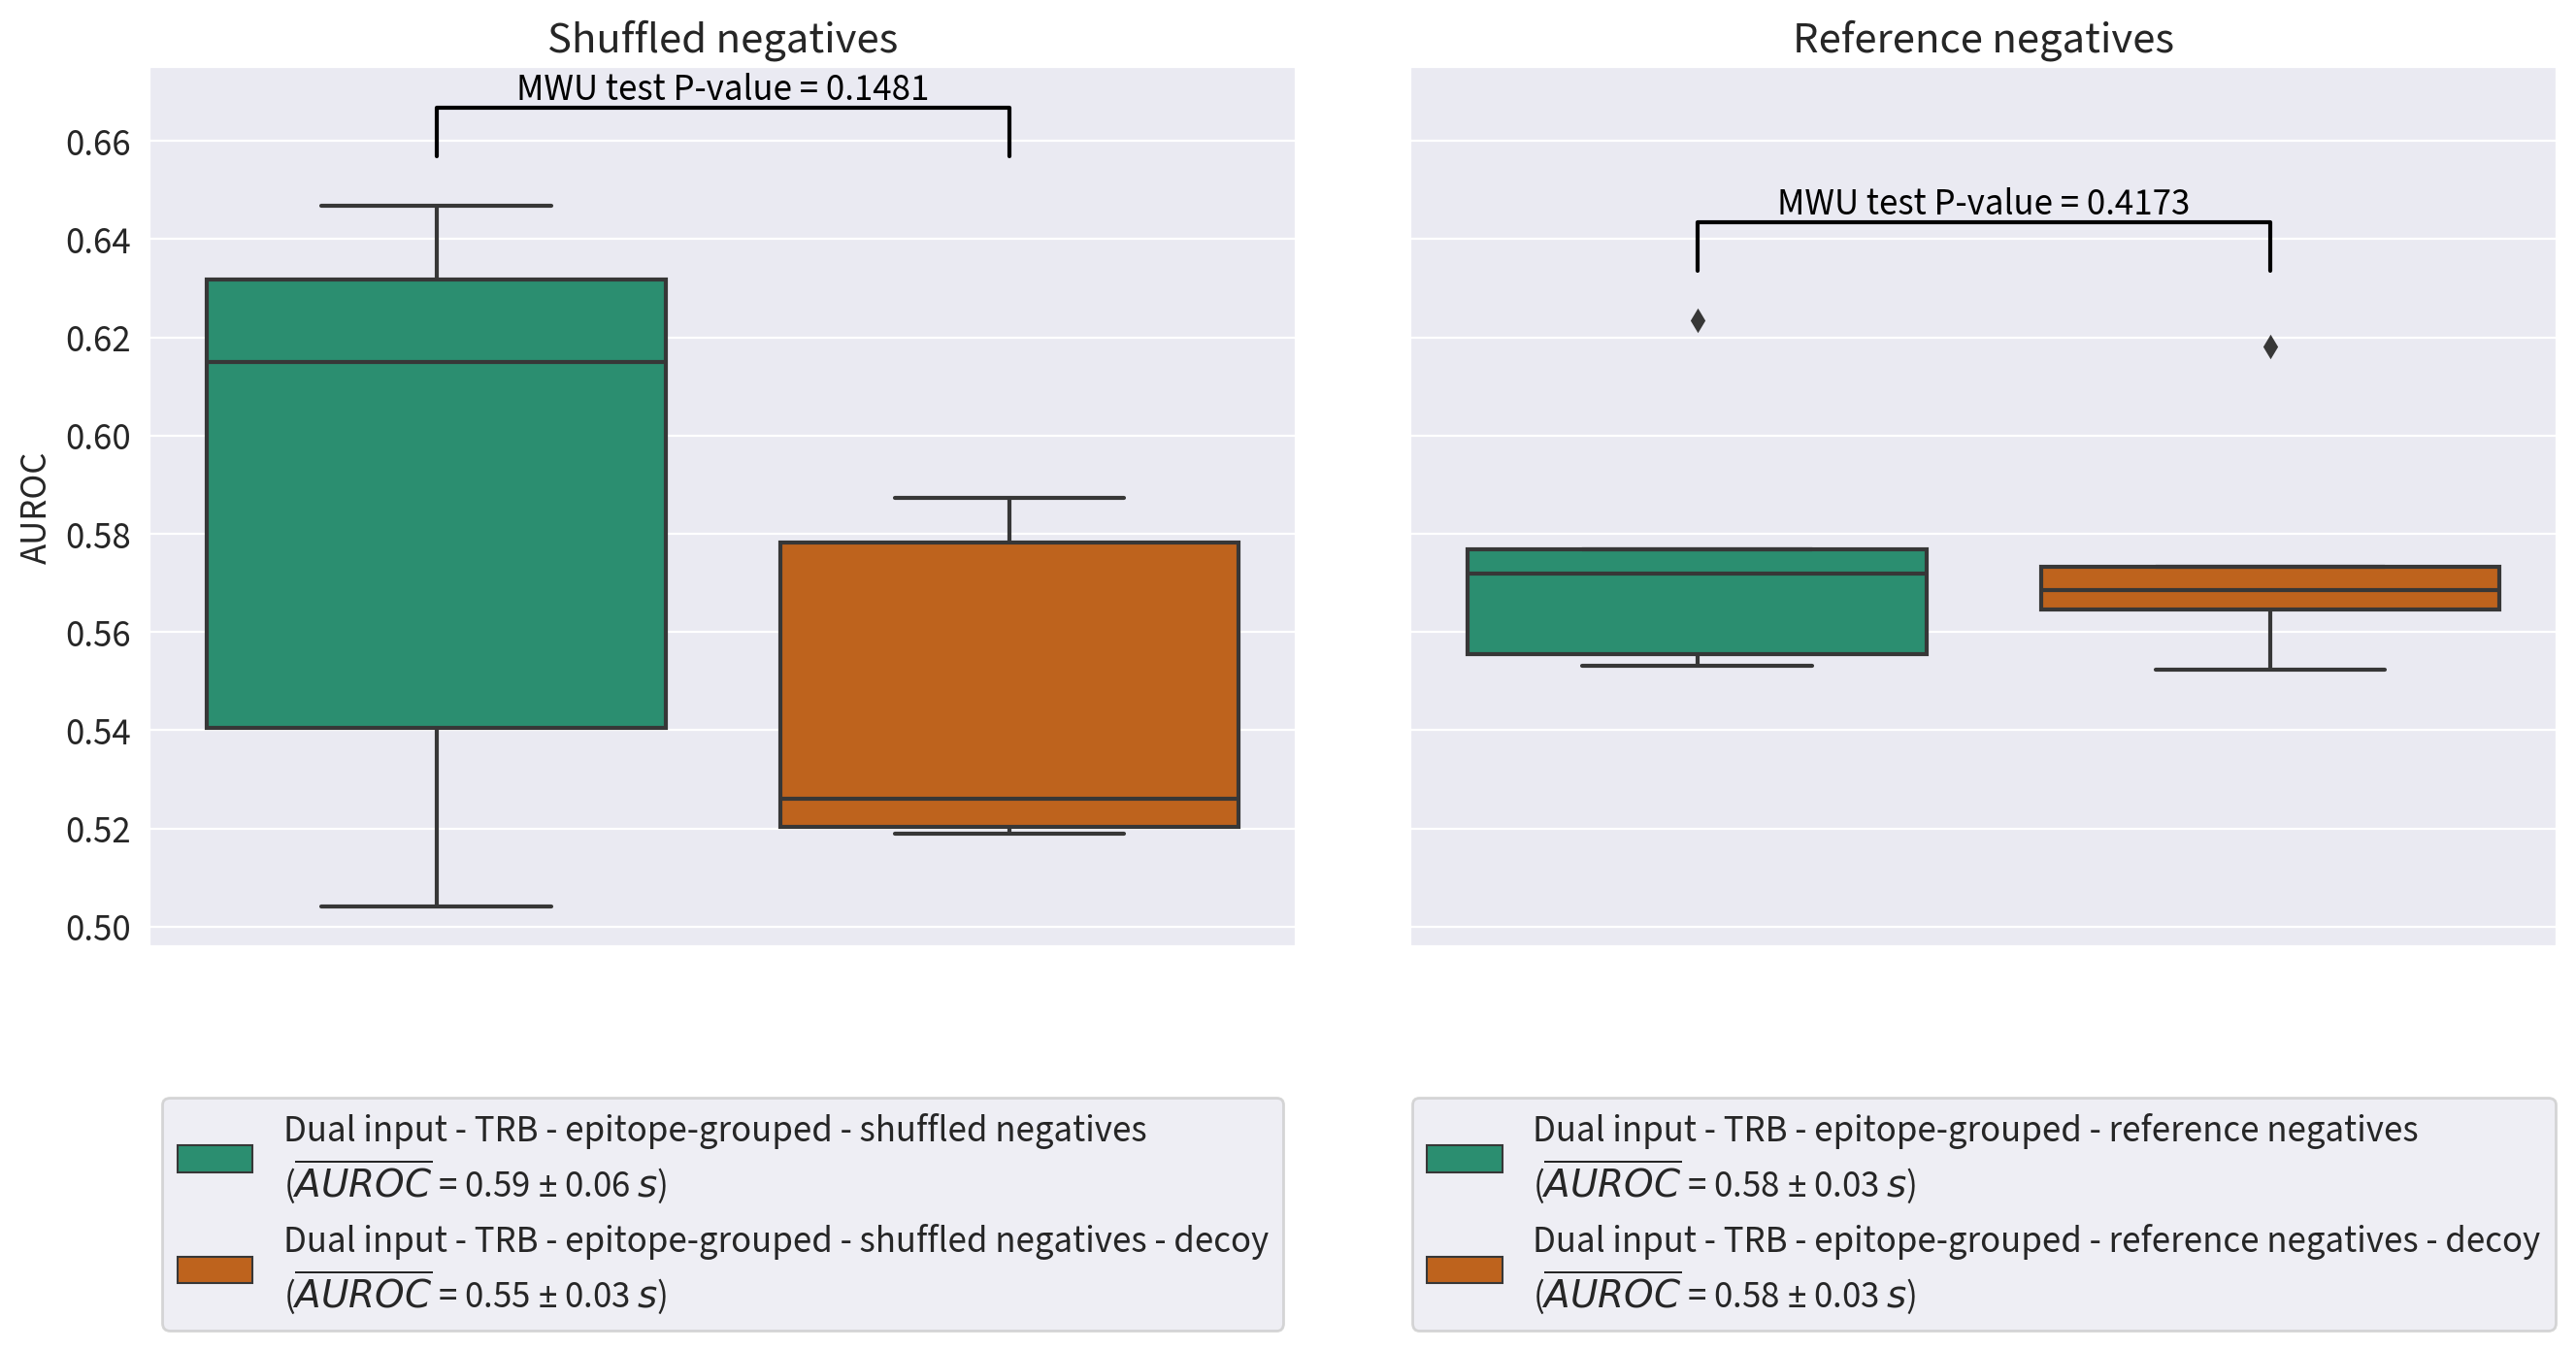 Shuffled negatives
MWU test P-value = 0.1481
0.66
0.64
0.62
0.60
0.58
0.56
0.54
0.52
0.50
AUROC
Reference negatives
MWU test P-value = 0.4173
Dual input - TRB - epitope-grouped - shuffled negatives
(A̅U̅R̅O̅C̅ = 0.59 ± 0.06 s)
Dual input - TRB - epitope-grouped - shuffled negatives - decoy
(A̅U̅R̅O̅C̅ = 0.55 ± 0.03 s)
Dual input - TRB - epitope-grouped - reference negatives
(A̅U̅R̅O̅C̅ = 0.58 ± 0.03 s)
Dual input - TRB - epitope-grouped - reference negatives - decoy
(A̅U̅R̅O̅C̅ = 0.58 ± 0.03 s)